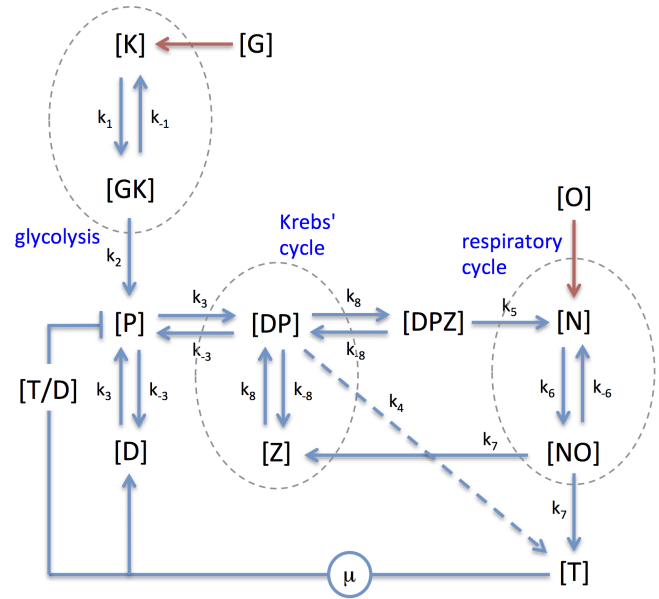 [K]
[G]
k1
k-1
[GK]
glycolysis
k2
Krebs'
cycle
respiratory
cycle
[O]
[P]
k3
k-3
[DP]
k8
k-8
[DPZ]
k5
[N]
[T/D]
k3
k-3
k8
k-8
k4
k6
k-6
[D]
[Z]
k7
[NO]
k7
μ
[T]